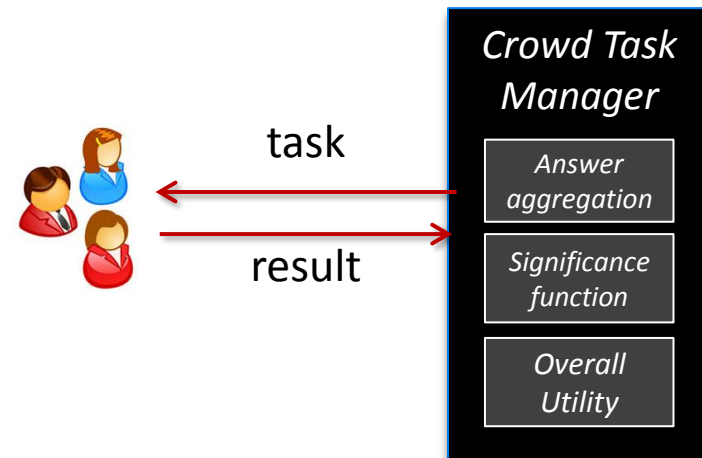 Crowd Task
Manager
task
Answer
aggregation
result
Significance
function
Overall
Utility